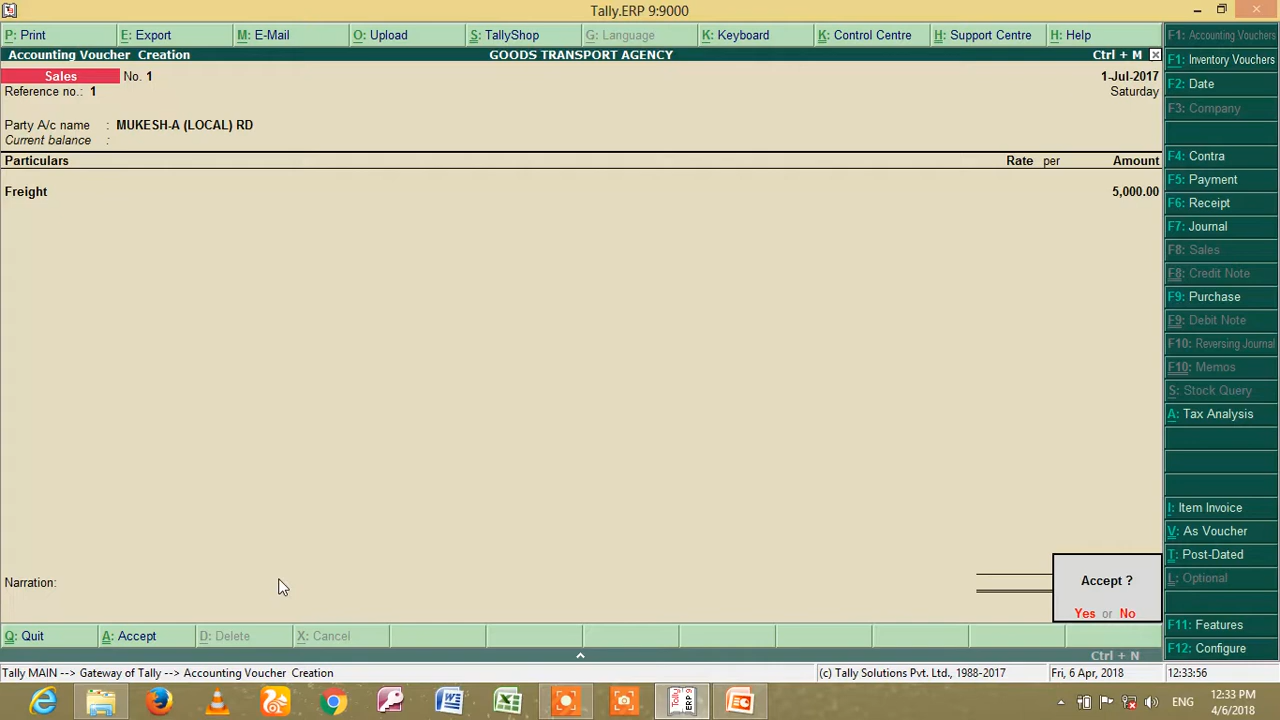 Tally.ERP 9:9000
P: Print E: Export M: E-Mail O: Upload S: TallyShop G: Language K: Keyboard K: Control Centre H: Support Centre H: Help
Accounting Voucher Creation GOODS TRANSPORT AGENCY Ctrl + M
Sales No. 1 1-Jul-2017
Reference no.: 1 Saturday
Party A/c name : MUKESH-A (LOCAL) RD
Current balance :
Particulars Rate per Amount
Freight 5,000.00
Narration:
Accept ?
Yes or No
F1: Accounting Vouchers
F1: Inventory Vouchers
F2: Date
F3: Company
F4: Contra
F5: Payment
F6: Receipt
F7: Journal
F8: Sales
F8: Credit Note
F9: Purchase
F9: Debit Note
F10: Reversing Journal
F10: Memos
S: Stock Query
A: Tax Analysis
I: Item Invoice
V: As Voucher
T: Post-Dated
L: Optional
F11: Features
F12: Configure
Q: Quit A: Accept D: Delete X: Cancel
Ctrl + N
Tally MAIN --> Gateway of Tally --> Accounting Voucher Creation (c) Tally Solutions Pvt. Ltd., 1988-2017 Fri, 6 Apr, 2018 12:33:56
Tally ERP 9
ENG 12:33 PM
4/6/2018